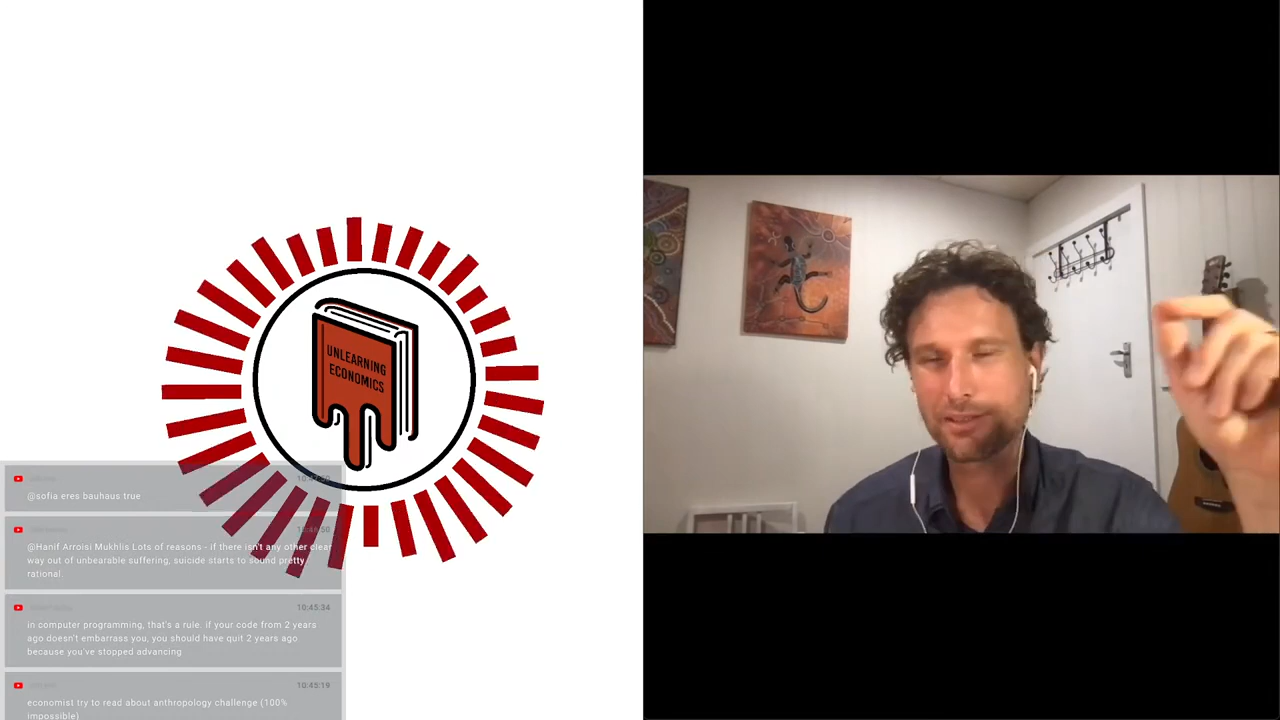 UNLEARNING
ECONOMICS
@sofia eres bauhaus true
@Hanif Arroisi Mukhlis Lots of reasons - if there isn't any other clear
way out of unbearable suffering, suicide starts to sound pretty
rational.
10:45:34
in computer programming, that's a rule. if your code from 2 years
ago doesn't embarrass you, you should have quit 2 years ago
because you've stopped advancing
10:45:19
economist try to read about anthropology challenge (100%
impossible)